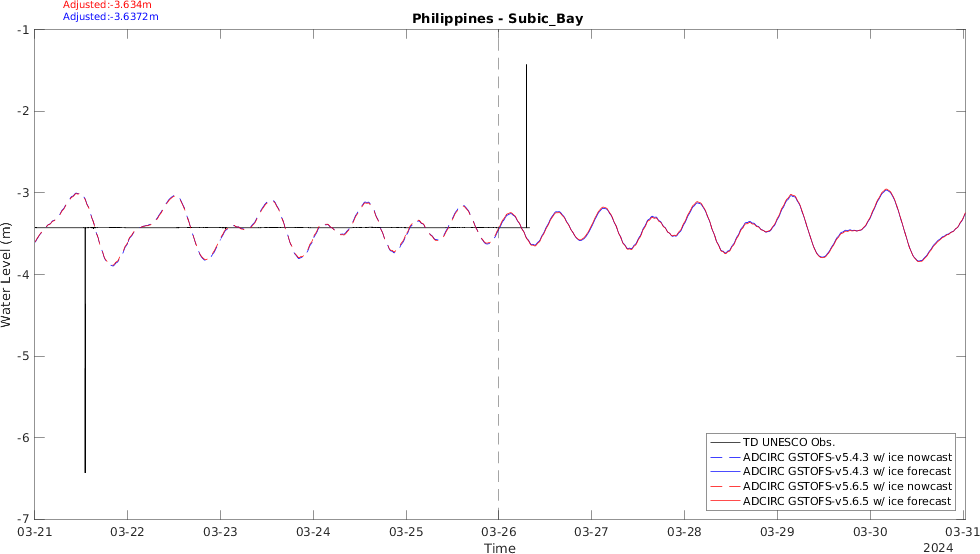 Adjusted:-3.634m
Adjusted:-3.6372m
Philippines - Subic_Bay
-1
-2
-3
-4
-5
-6
-7
Water Level (m)
TD UNESCO Obs.
ADCIRC GSTOFS-v5.4.3 w/ ice nowcast
ADCIRC GSTOFS-v5.4.3 w/ ice forecast
ADCIRC GSTOFS-v5.6.5 w/ ice nowcast
ADCIRC GSTOFS-v5.6.5 w/ ice forecast
03-21 03-22 03-23 03-24 03-25 03-26 03-27 03-28 03-29 03-30 03-31
Time
2024